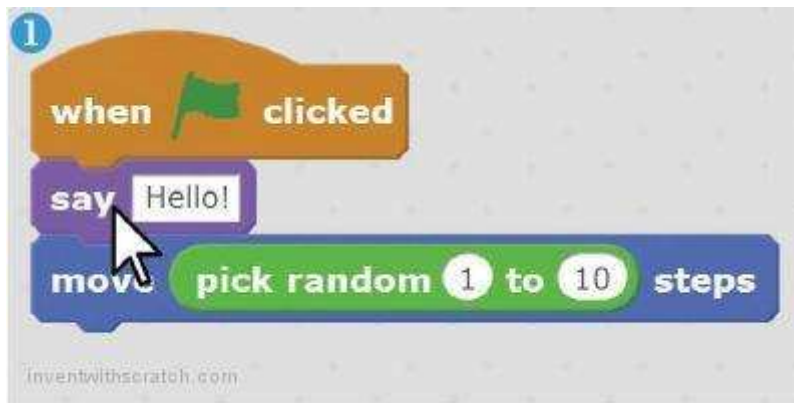 1
when clicked
say Hello!
move pick random 1 to 10 steps
inventwithscratch.com